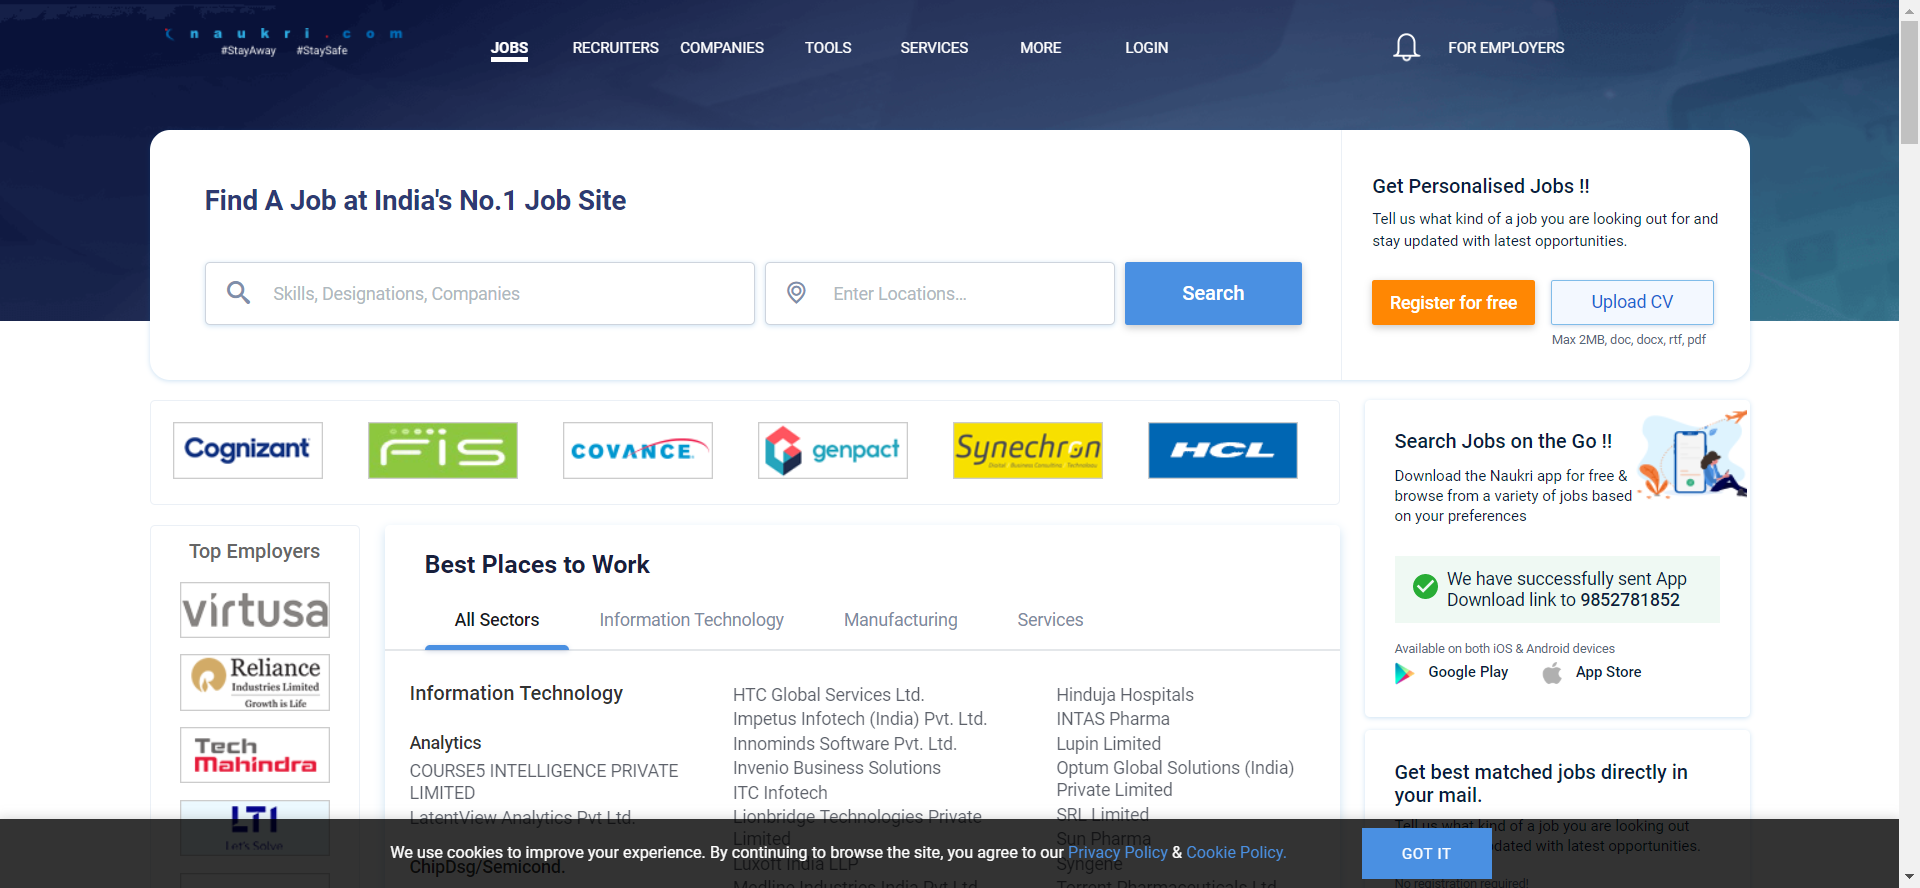 naukri.com
#StayAway #StaySafe
JOBS RECRUITERS COMPANIES TOOLS SERVICES MORE LOGIN FOR EMPLOYERS
Find A Job at India's No.1 Job Site
Skills, Designations, Companies
Enter Locations...
Search
Get Personalised Jobs !!
Tell us what kind of a job you are looking out for and
stay updated with latest opportunities.
Register for free
Upload CV
Max 2MB, doc, docx, rtf, pdf
Cognizant
FIS
COVANCE
genpact
Synechron
Digital Business Consulting Technology
HCL
Search Jobs on the Go !!
Download the Naukri app for free &
browse from a variety of jobs based
on your preferences
We have successfully sent App
Download link to 9852781852
Available on both iOS & Android devices
Google Play
App Store
Top Employers
virtusa
Reliance
Industries Limited
Growth is Life
Tech
Mahindra
LTI
Let's Solve
Best Places to Work
All Sectors Information Technology Manufacturing Services
Information Technology
Analytics
COURSE5 INTELLIGENCE PRIVATE
LIMITED
LatentView Analytics Pvt Ltd.
ChipDsg/Semicond.
HTC Global Services Ltd.
Impetus Infotech (India) Pvt. Ltd.
Innominds Software Pvt. Ltd.
Invenio Business Solutions
ITC Infotech
Lionbridge Technologies Private
Limited
Luxoft India LLP
Medline Industries India Pvt Ltd
Hinduja Hospitals
INTAS Pharma
Lupin Limited
Optum Global Solutions (India)
Private Limited
SRL Limited
Sun Pharma
Syngene
Torrent Pharmaceuticals Ltd
Get best matched jobs directly in
your mail.
Tell us what kind of a job you are looking out
updated with latest opportunities.
No registration required!
We use cookies to improve your experience. By continuing to browse the site, you agree to our Privacy Policy & Cookie Policy.
GOT IT